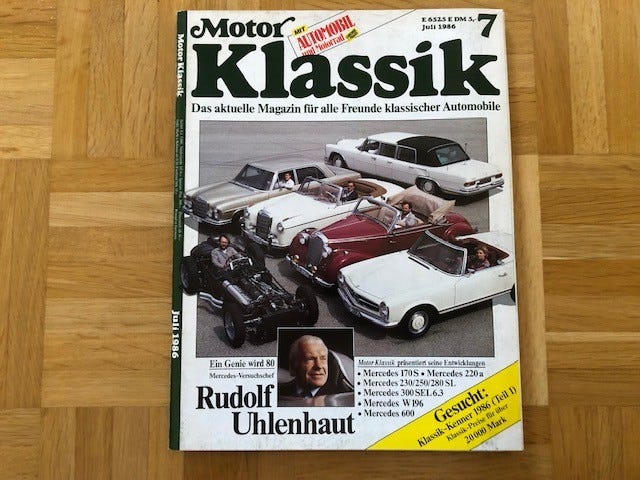 Motor
Klassik
MIT
AUTOMOBIL
und Motorrad
E 6525 E DM 5,-
Juli 1986
7
Das aktuelle Magazin für alle Freunde klassischer Automobile
Motor Klassik
Juli 1986
Ein Genie wird 80
Mercedes-Versuchschef
Rudolf
Uhlenhaut
Motor Klassik präsentiert seine Entwicklungen
• Mercedes 170 S • Mercedes 220 a
• Mercedes 230/250/280 SL
• Mercedes 300 SEL 6.3
• Mercedes W 196
• Mercedes 600
Gesucht:
Klassik-Kenner 1986 (Teil 1)
Klassik-Preise für über
20 000 Mark